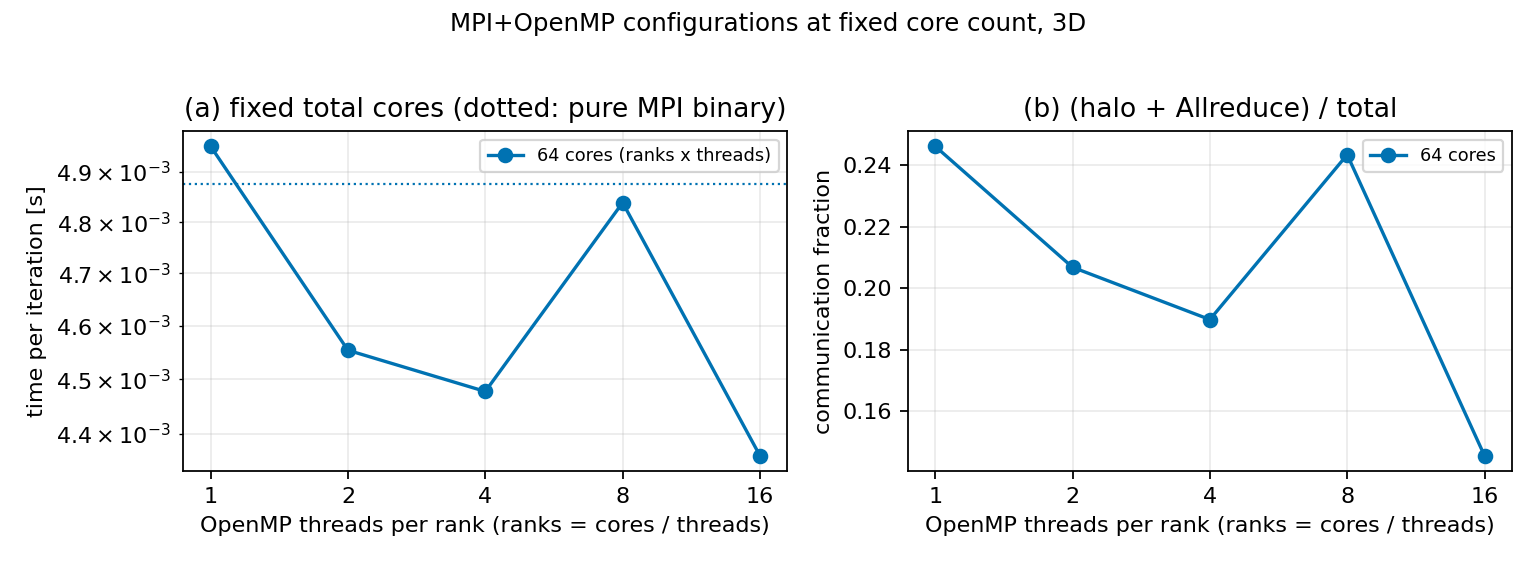 MPI+OpenMP configurations at fixed core count, 3D
(a) fixed total cores (dotted: pure MPI binary)
64 cores (ranks x threads)
time per iteration [s]
4.9 × 10⁻³
4.8 × 10⁻³
4.7 × 10⁻³
4.6 × 10⁻³
4.5 × 10⁻³
4.4 × 10⁻³
1 2 4 8 16
OpenMP threads per rank (ranks = cores / threads)
(b) (halo + Allreduce) / total
64 cores
communication fraction
0.24
0.22
0.20
0.18
0.16
1 2 4 8 16
OpenMP threads per rank (ranks = cores / threads)